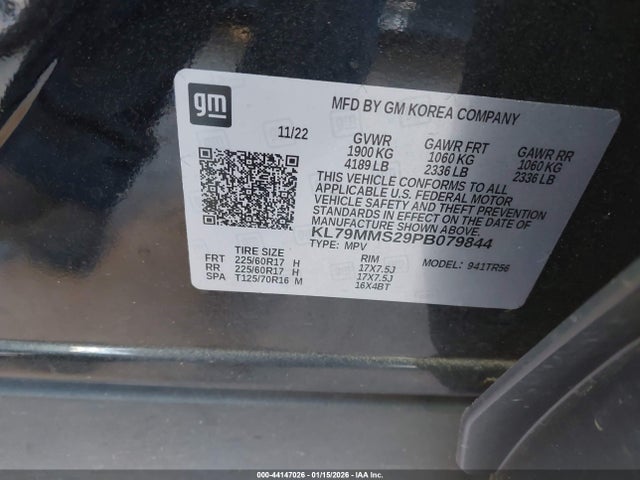 gm
MFD BY GM KOREA COMPANY
11/22 GVWR GAWR FRT GAWR RR
1900 KG 1060 KG 1060 KG
4189 LB 2336 LB 2336 LB
THIS VEHICLE CONFORMS TO ALL
APPLICABLE U.S. FEDERAL MOTOR
VEHICLE SAFETY AND THEFT PREVENTION
STANDARDS IN EFFECT ON THE DATE OF
MANUFACTURE SHOWN ABOVE.
KL79MMS29PB079844
TYPE: MPV
TIRE SIZE RIM MODEL: 941TR56
FRT 225/60R17 H 17X7.5J
RR 225/60R17 H 17X7.5J
SPA T125/70R16 M 16X4BT
000-44147026 - 01/15/2026 - IAA Inc.